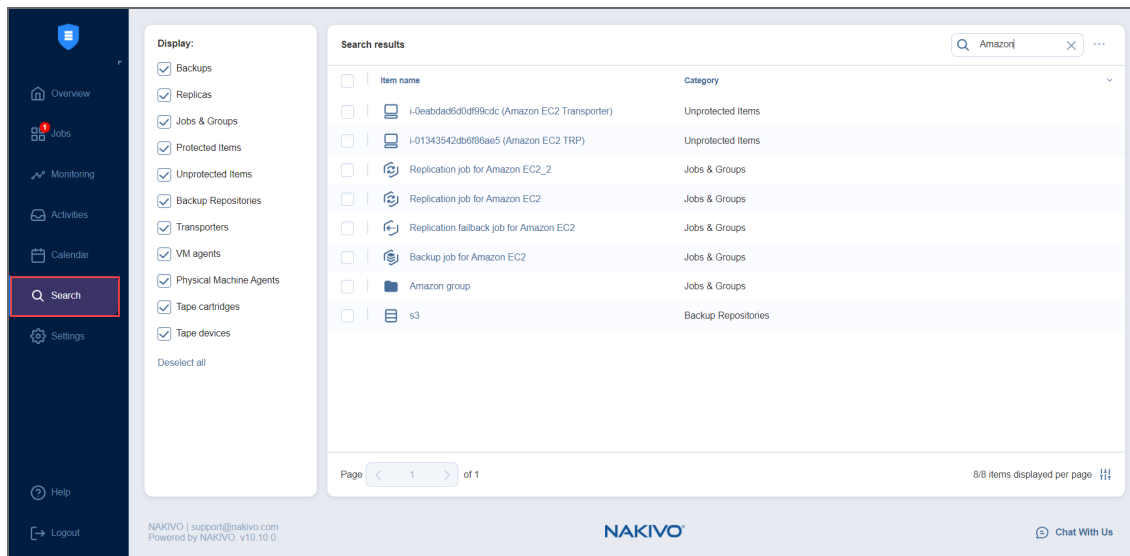 Overview
1
Jobs
Monitoring
Activities
Calendar
Search
Settings
Help
Logout
Display:
Backups
Replicas
Jobs & Groups
Protected Items
Unprotected Items
Backup Repositories
Transporters
VM agents
Physical Machine Agents
Tape cartridges
Tape devices
Deselect all
Search results
Amazon
Item name Category
i-0eabdad6d0df99cdc (Amazon EC2 Transporter) Unprotected Items
i-01343542db6f86ae5 (Amazon EC2 TRP) Unprotected Items
Replication job for Amazon EC2_2 Jobs & Groups
Replication job for Amazon EC2 Jobs & Groups
Replication failback job for Amazon EC2 Jobs & Groups
Backup job for Amazon EC2 Jobs & Groups
Amazon group Jobs & Groups
s3 Backup Repositories
Page 1 of 1
8/8 items displayed per page
NAKIVO | support@nakivo.com
Powered by NAKIVO. v10.10.0.
NAKIVO
Chat With Us